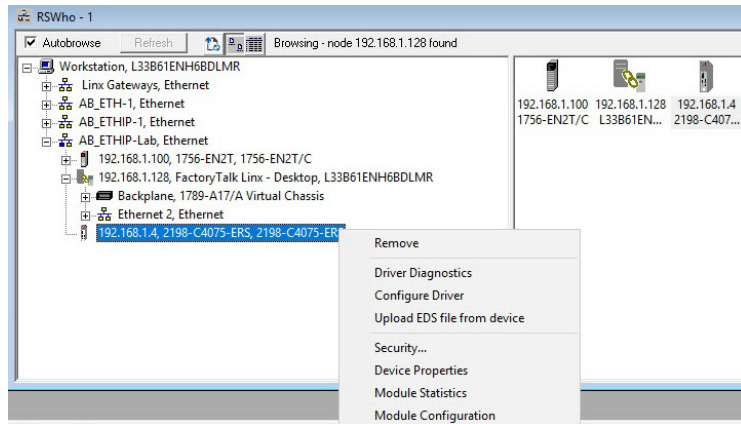 RSWho - 1
Autobrowse Refresh Browsing - node 192.168.1.128 found
Workstation, L33B61ENH6BDLMR
Linx Gateways, Ethernet
AB_ETH-1, Ethernet
AB_ETHIP-1, Ethernet
AB_ETHIP-Lab, Ethernet
192.168.1.100, 1756-EN2T, 1756-EN2T/C
192.168.1.128, FactoryTalk Linx - Desktop, L33B61ENH6BDLMR
Backplane, 1789-A17/A Virtual Chassis
Ethernet 2, Ethernet
192.168.1.4, 2198-C4075-ERS, 2198-C4075-ER
192.168.1.100 192.168.1.128 192.168.1.4
1756-EN2T/C L33B61EN... 2198-C407...
Remove
Driver Diagnostics
Configure Driver
Upload EDS file from device
Security...
Device Properties
Module Statistics
Module Configuration